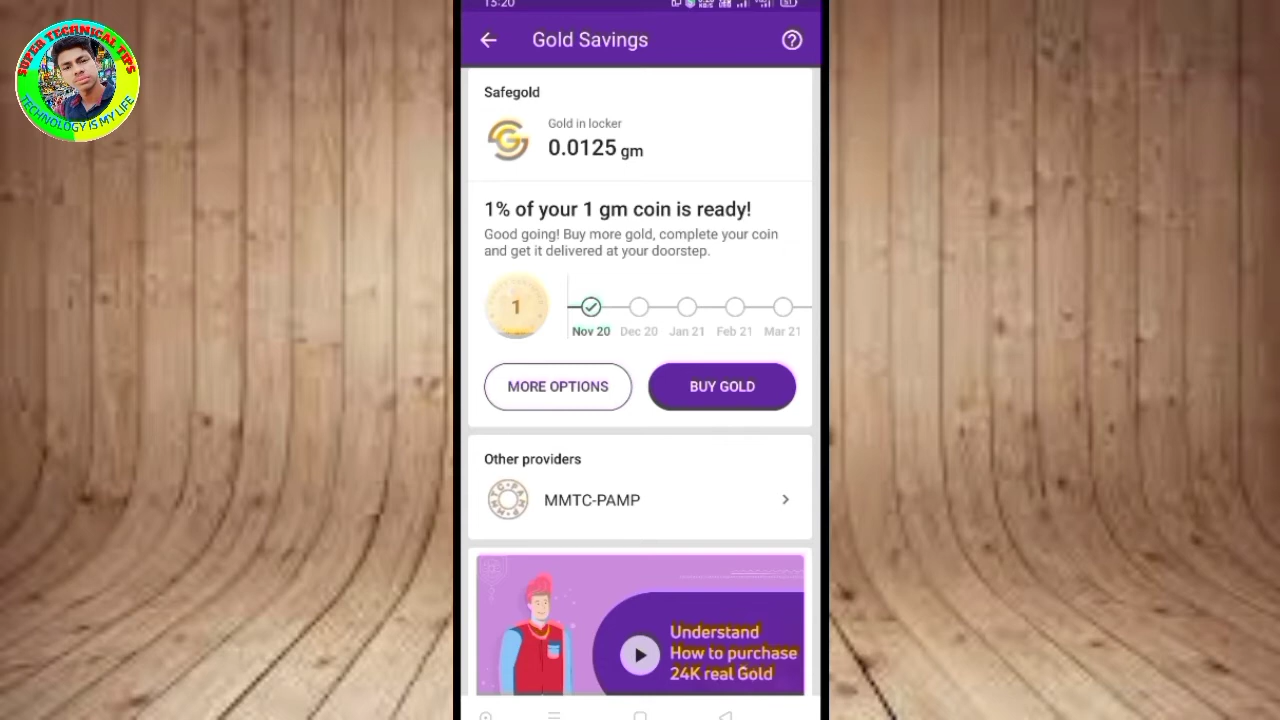 SUPER TECHNICAL TIPS
TECHNOLOGY IS MY LIFE
15:20
Gold Savings
Safegold
Gold in locker
0.0125 gm
1% of your 1 gm coin is ready!
Good going! Buy more gold, complete your coin
and get it delivered at your doorstep.
1
Nov 20 Dec 20 Jan 21 Feb 21 Mar 21
MORE OPTIONS BUY GOLD
Other providers
MMTC-PAMP
Understand
How to purchase
24K real Gold